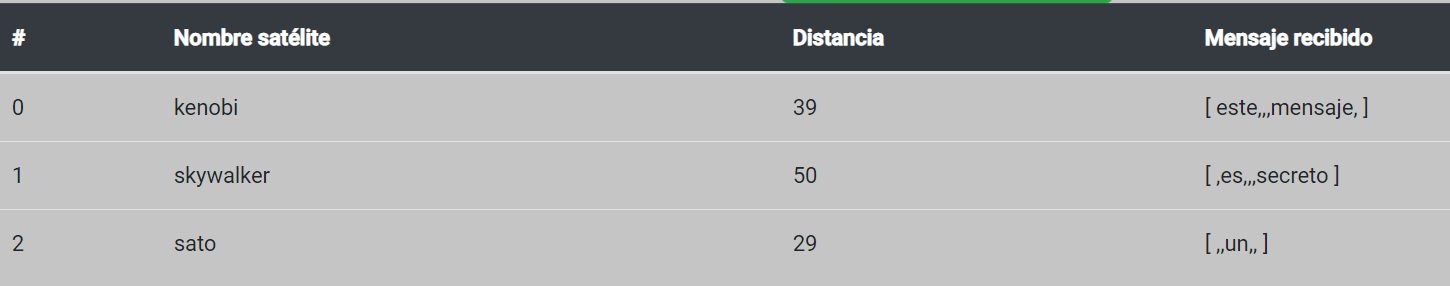 # Nombre satélite Distancia Mensaje recibido
0 kenobi 39 [ este,,,mensaje, ]
1 skywalker 50 [ ,es,,,secreto ]
2 sato 29 [ ,,un,, ]